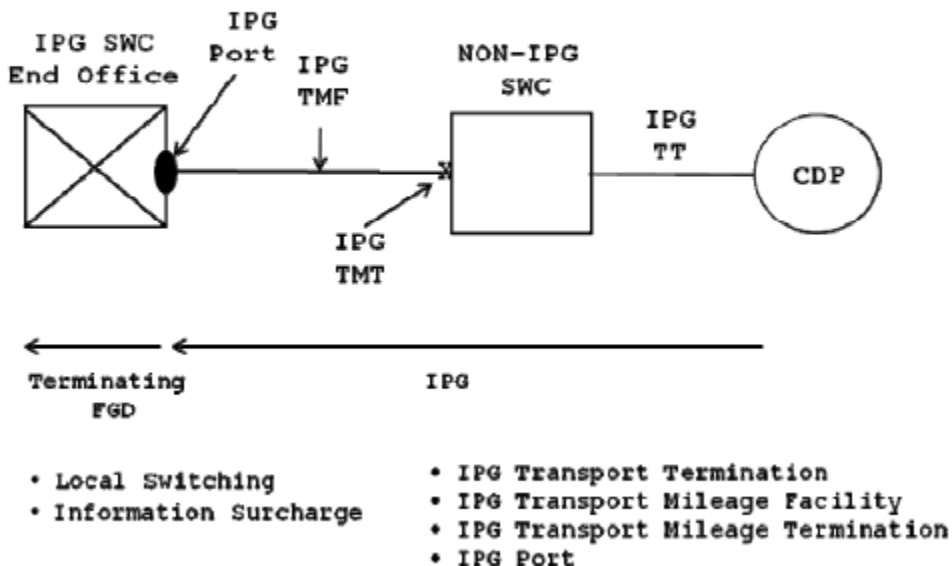 IPG SWC
End Office
IPG
Port
IPG
TMF
NON-IPG
SWC
IPG
TT
CDP
IPG
TMT
Terminating
FGD
IPG
• Local Switching
• Information Surcharge
• IPG Transport Termination
• IPG Transport Mileage Facility
• IPG Transport Mileage Termination
• IPG Port